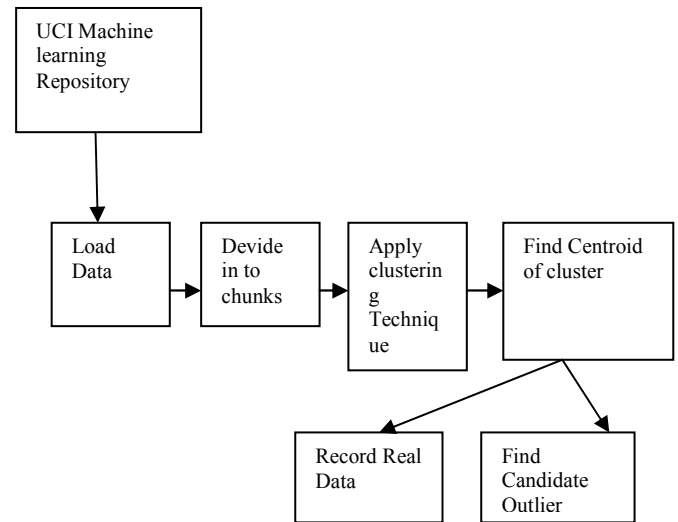 UCI Machine
learning
Repository
Load
Data
Devide
in to
chunks
Apply
clusterin
g
Techniq
ue
Find Centroid
of cluster
Record Real
Data
Find
Candidate
Outlier